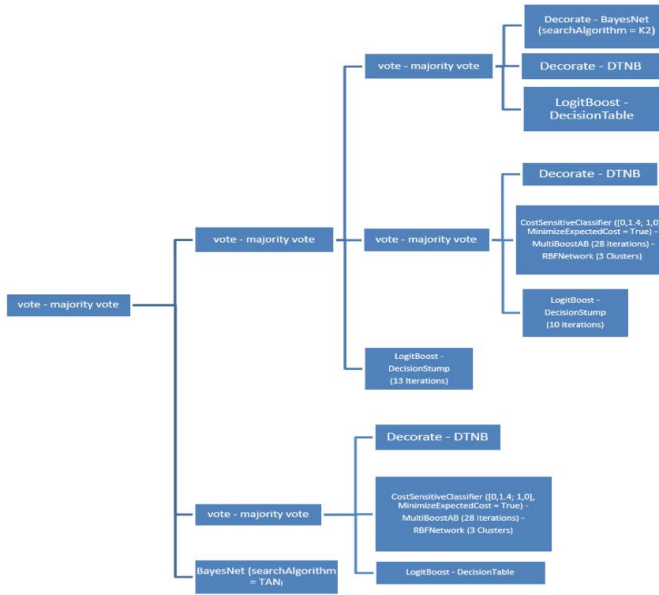 Decorate - BayesNet
(searchAlgorithm = K2)
vote - majority vote
Decorate - DTNB
LogitBoost -
DecisionTable
Decorate - DTNB
vote - majority vote
vote - majority vote
CostSensitiveClassifier ([0,1.4; 1,0]
MinimizeExpectedCost = True) -
MultiBoostAB (28 iterations) -
RBFNetwork (3 Clusters)
vote - majority vote
LogitBoost -
DecisionStump
(10 iterations)
LogitBoost -
DecisionStump
(13 Iterations)
Decorate - DTNB
vote - majority vote
CostSensitiveClassifier ([0,1.4; 1,0],
MinimizeExpectedCost = True) -
MultiBoostAB (28 iterations) -
RBFNetwork (3 Clusters)
BayesNet (searchAlgorithm
= TAN)
LogitBoost - DecisionTable